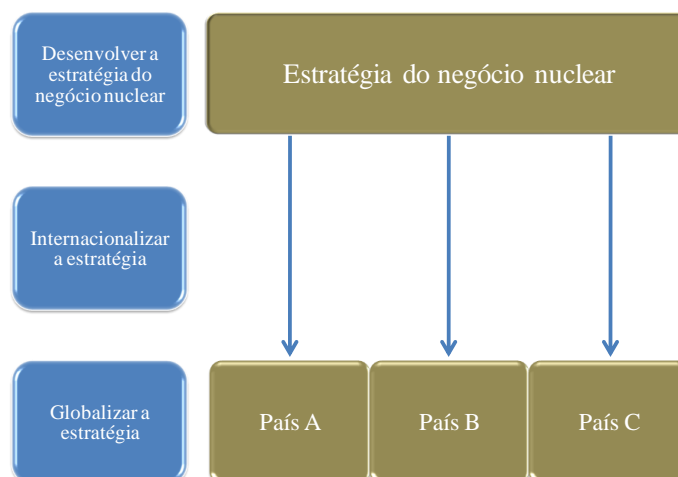 Desenvolver a
estratégia do
negócio nuclear
Estratégia do negócio nuclear
Internacionalizar
a estratégia
Globalizar a
estratégia
País A
País B
País C